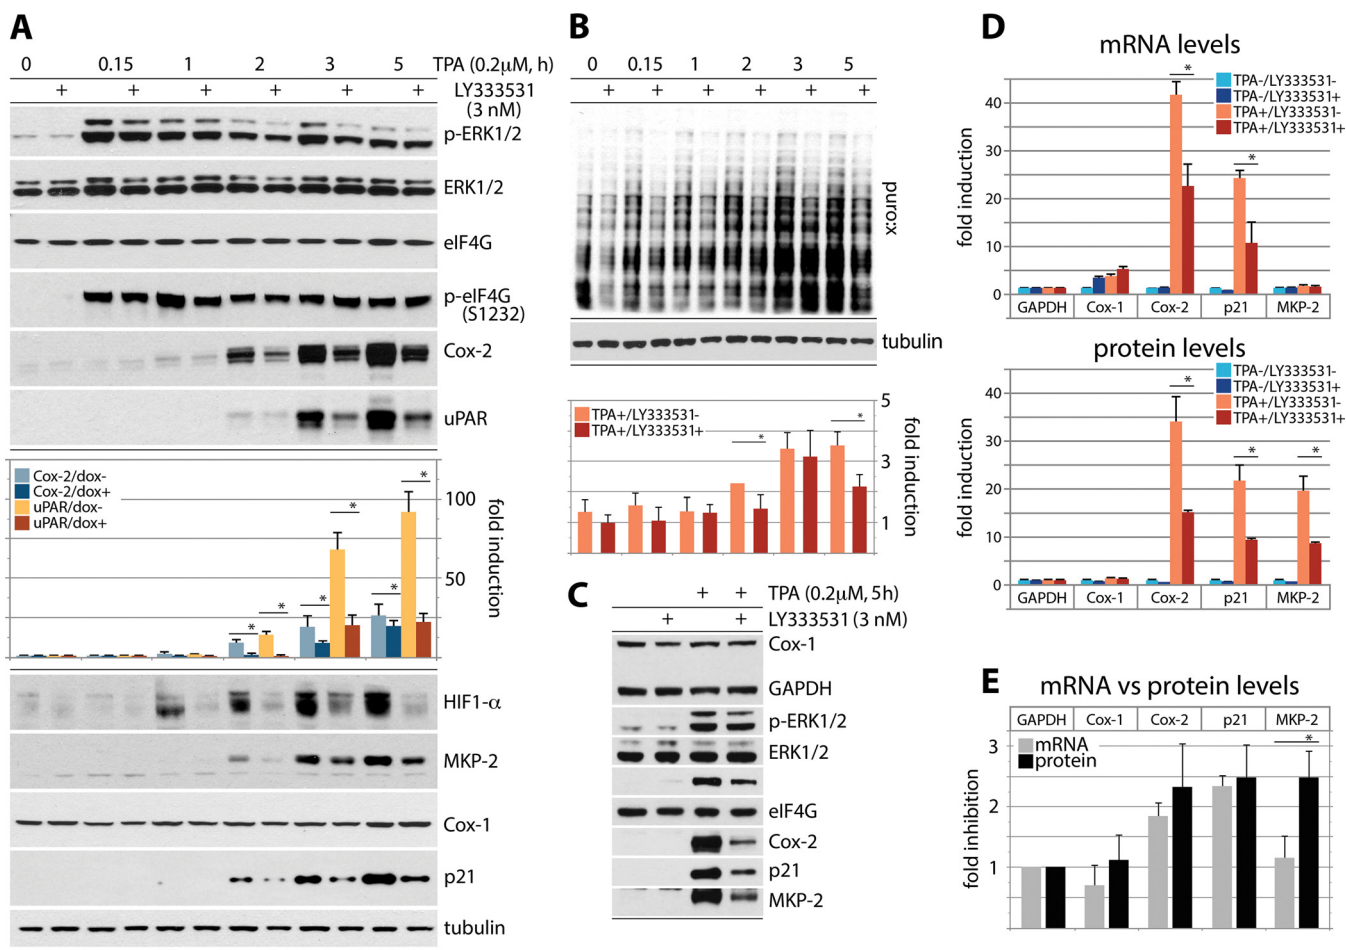 A
0 0.15 1 2 3 5 TPA (0.2μM, h)
+ + + + + + LY333531
(3 nM)
p-ERK1/2
ERK1/2
eIF4G
p-eIF4G
(S1232)
Cox-2
uPAR
Cox-2/dox-
Cox-2/dox+
uPAR/dox-
uPAR/dox+
* * * * * *
100
50
fold induction
HIF1-α
MKP-2
Cox-1
p21
tubulin
B
0 0.15 1 2 3 5
+ + + + + +
puro:x
tubulin
TPA+/LY333531-
TPA+/LY333531+
* *
5
3
1
fold induction
C
+ + TPA (0.2μM, 5h)
+ + LY333531 (3 nM)
Cox-1
GAPDH
p-ERK1/2
ERK1/2
eIF4G
Cox-2
p21
MKP-2
D
mRNA levels
TPA-/LY333531-
TPA-/LY333531+
TPA+/LY333531-
TPA+/LY333531+
* *
40
30
20
10
0
fold induction
GAPDH Cox-1 Cox-2 p21 MKP-2
protein levels
TPA-/LY333531-
TPA-/LY333531+
TPA+/LY333531-
TPA+/LY333531+
* * *
40
30
20
10
0
fold induction
GAPDH Cox-1 Cox-2 p21 MKP-2
E
mRNA vs protein levels
GAPDH Cox-1 Cox-2 p21 MKP-2
mRNA
protein
*
3
2
1
fold inhibition